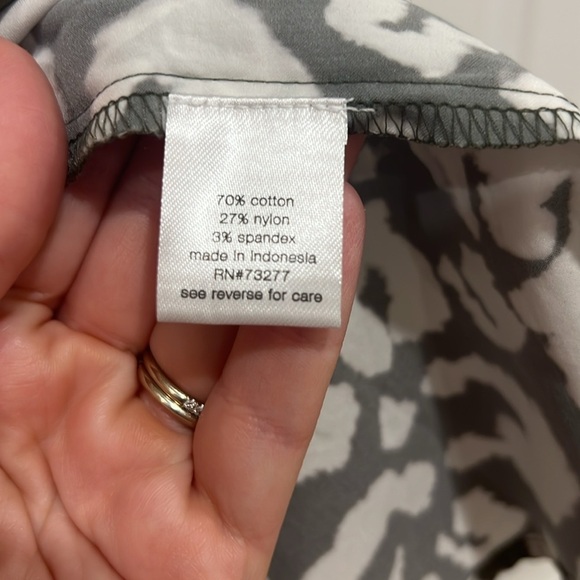 70% cotton
27% nylon
3% spandex
made in Indonesia
RN#73277
see reverse for care